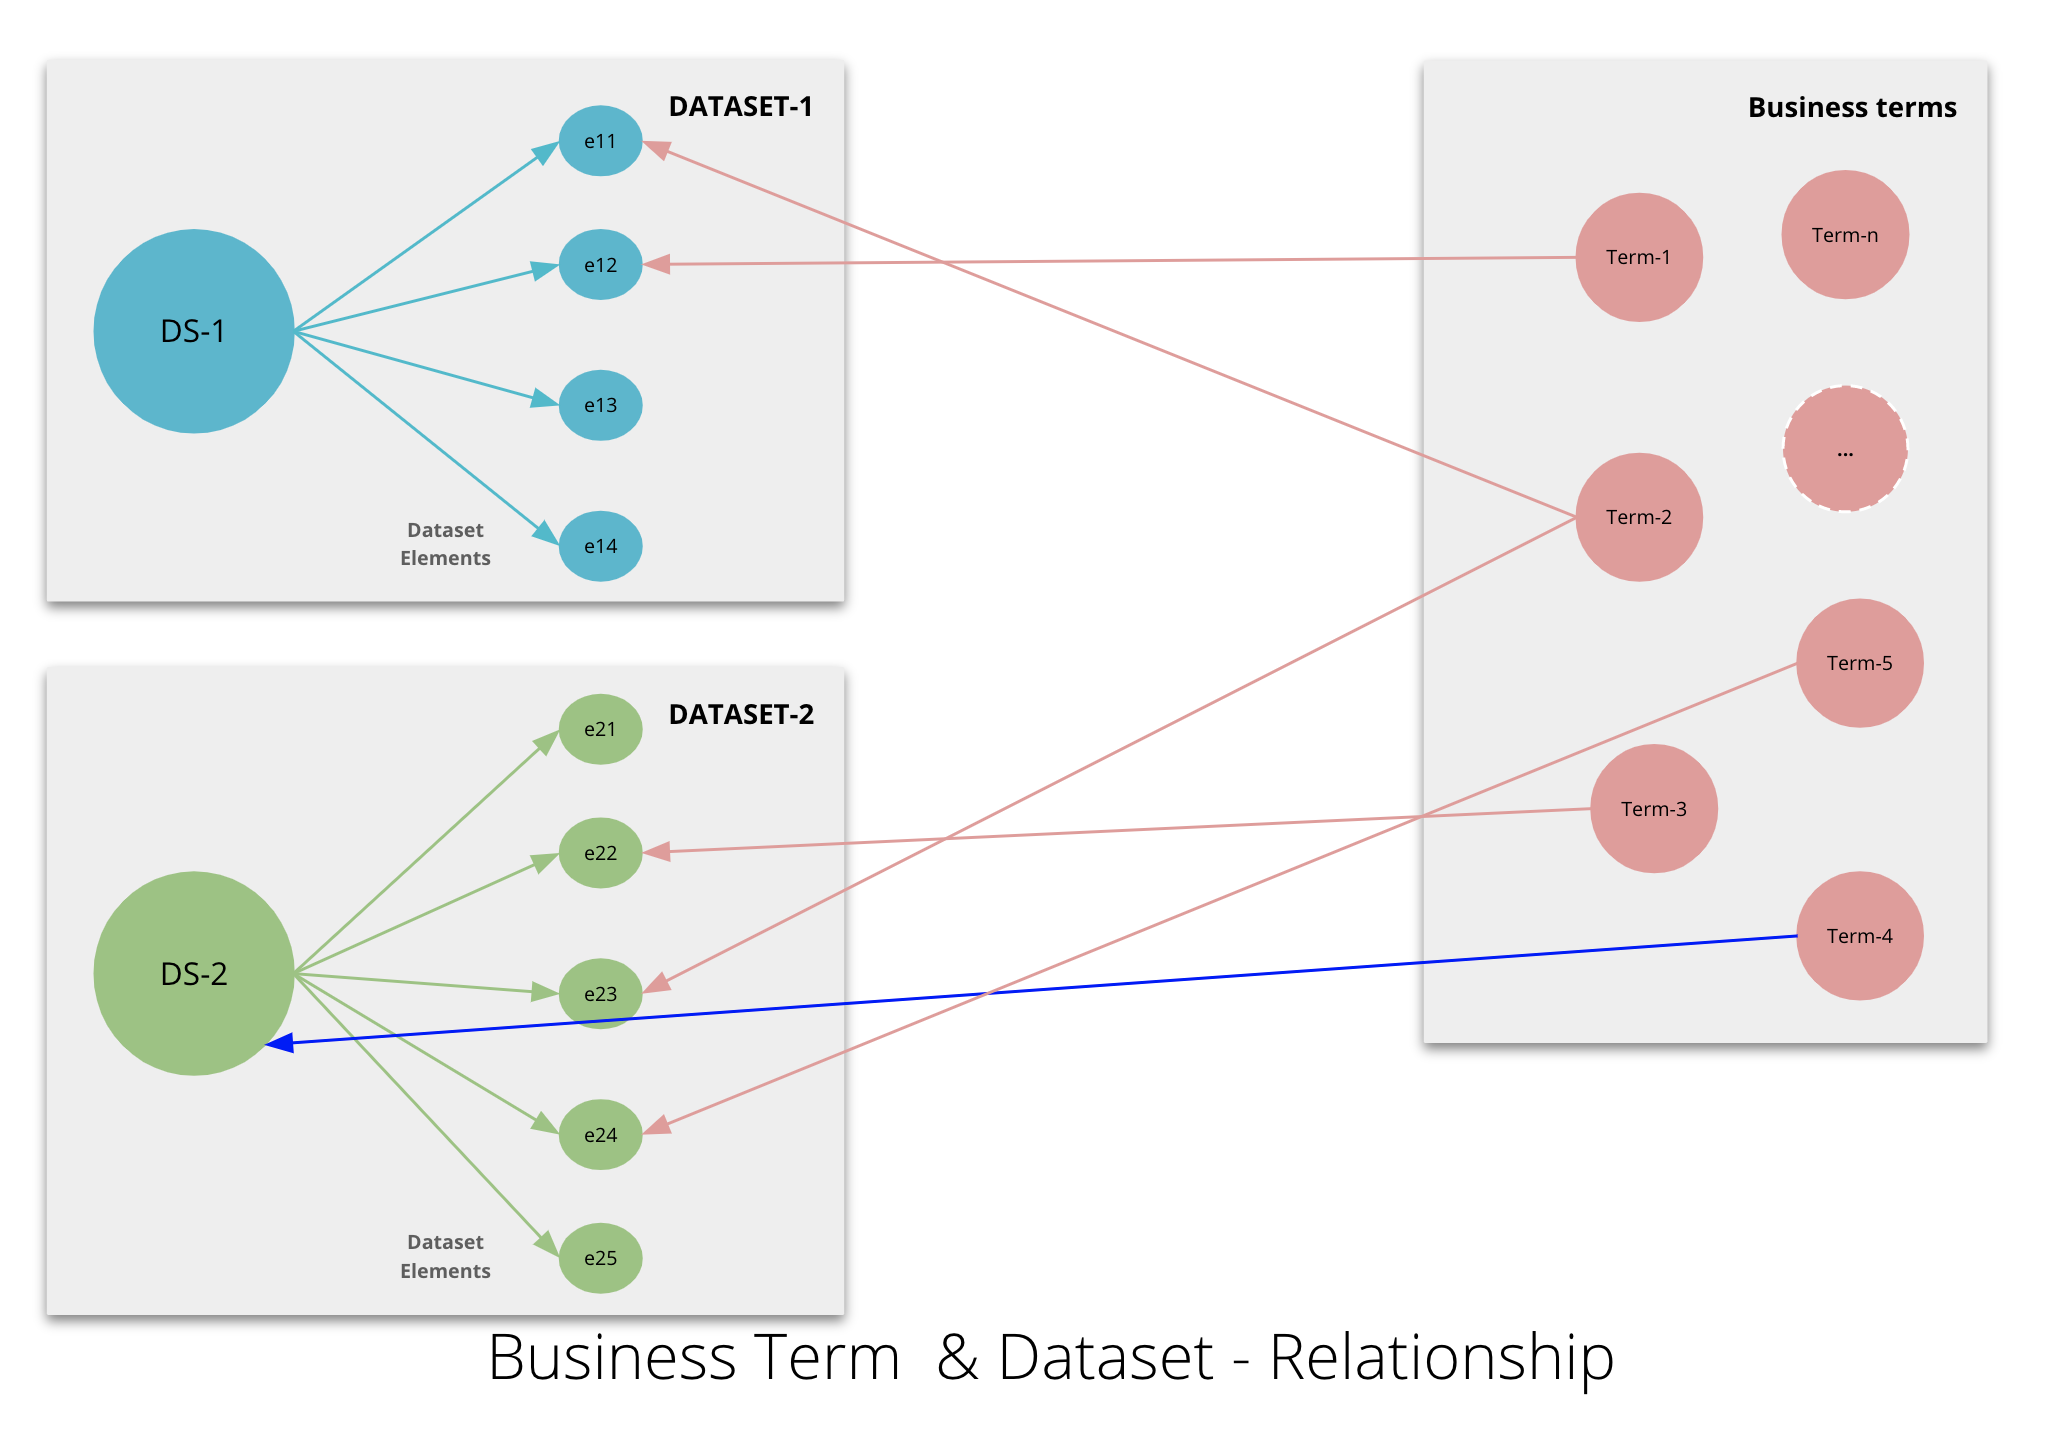 DATASET-1
e11
e12
DS-1
e13
Dataset
Elements
e14
DATASET-2
e21
e22
DS-2
e23
e24
Dataset
Elements
e25
Business terms
Term-n
Term-1
...
Term-2
Term-5
Term-3
Term-4
Business Term  & Dataset - Relationship